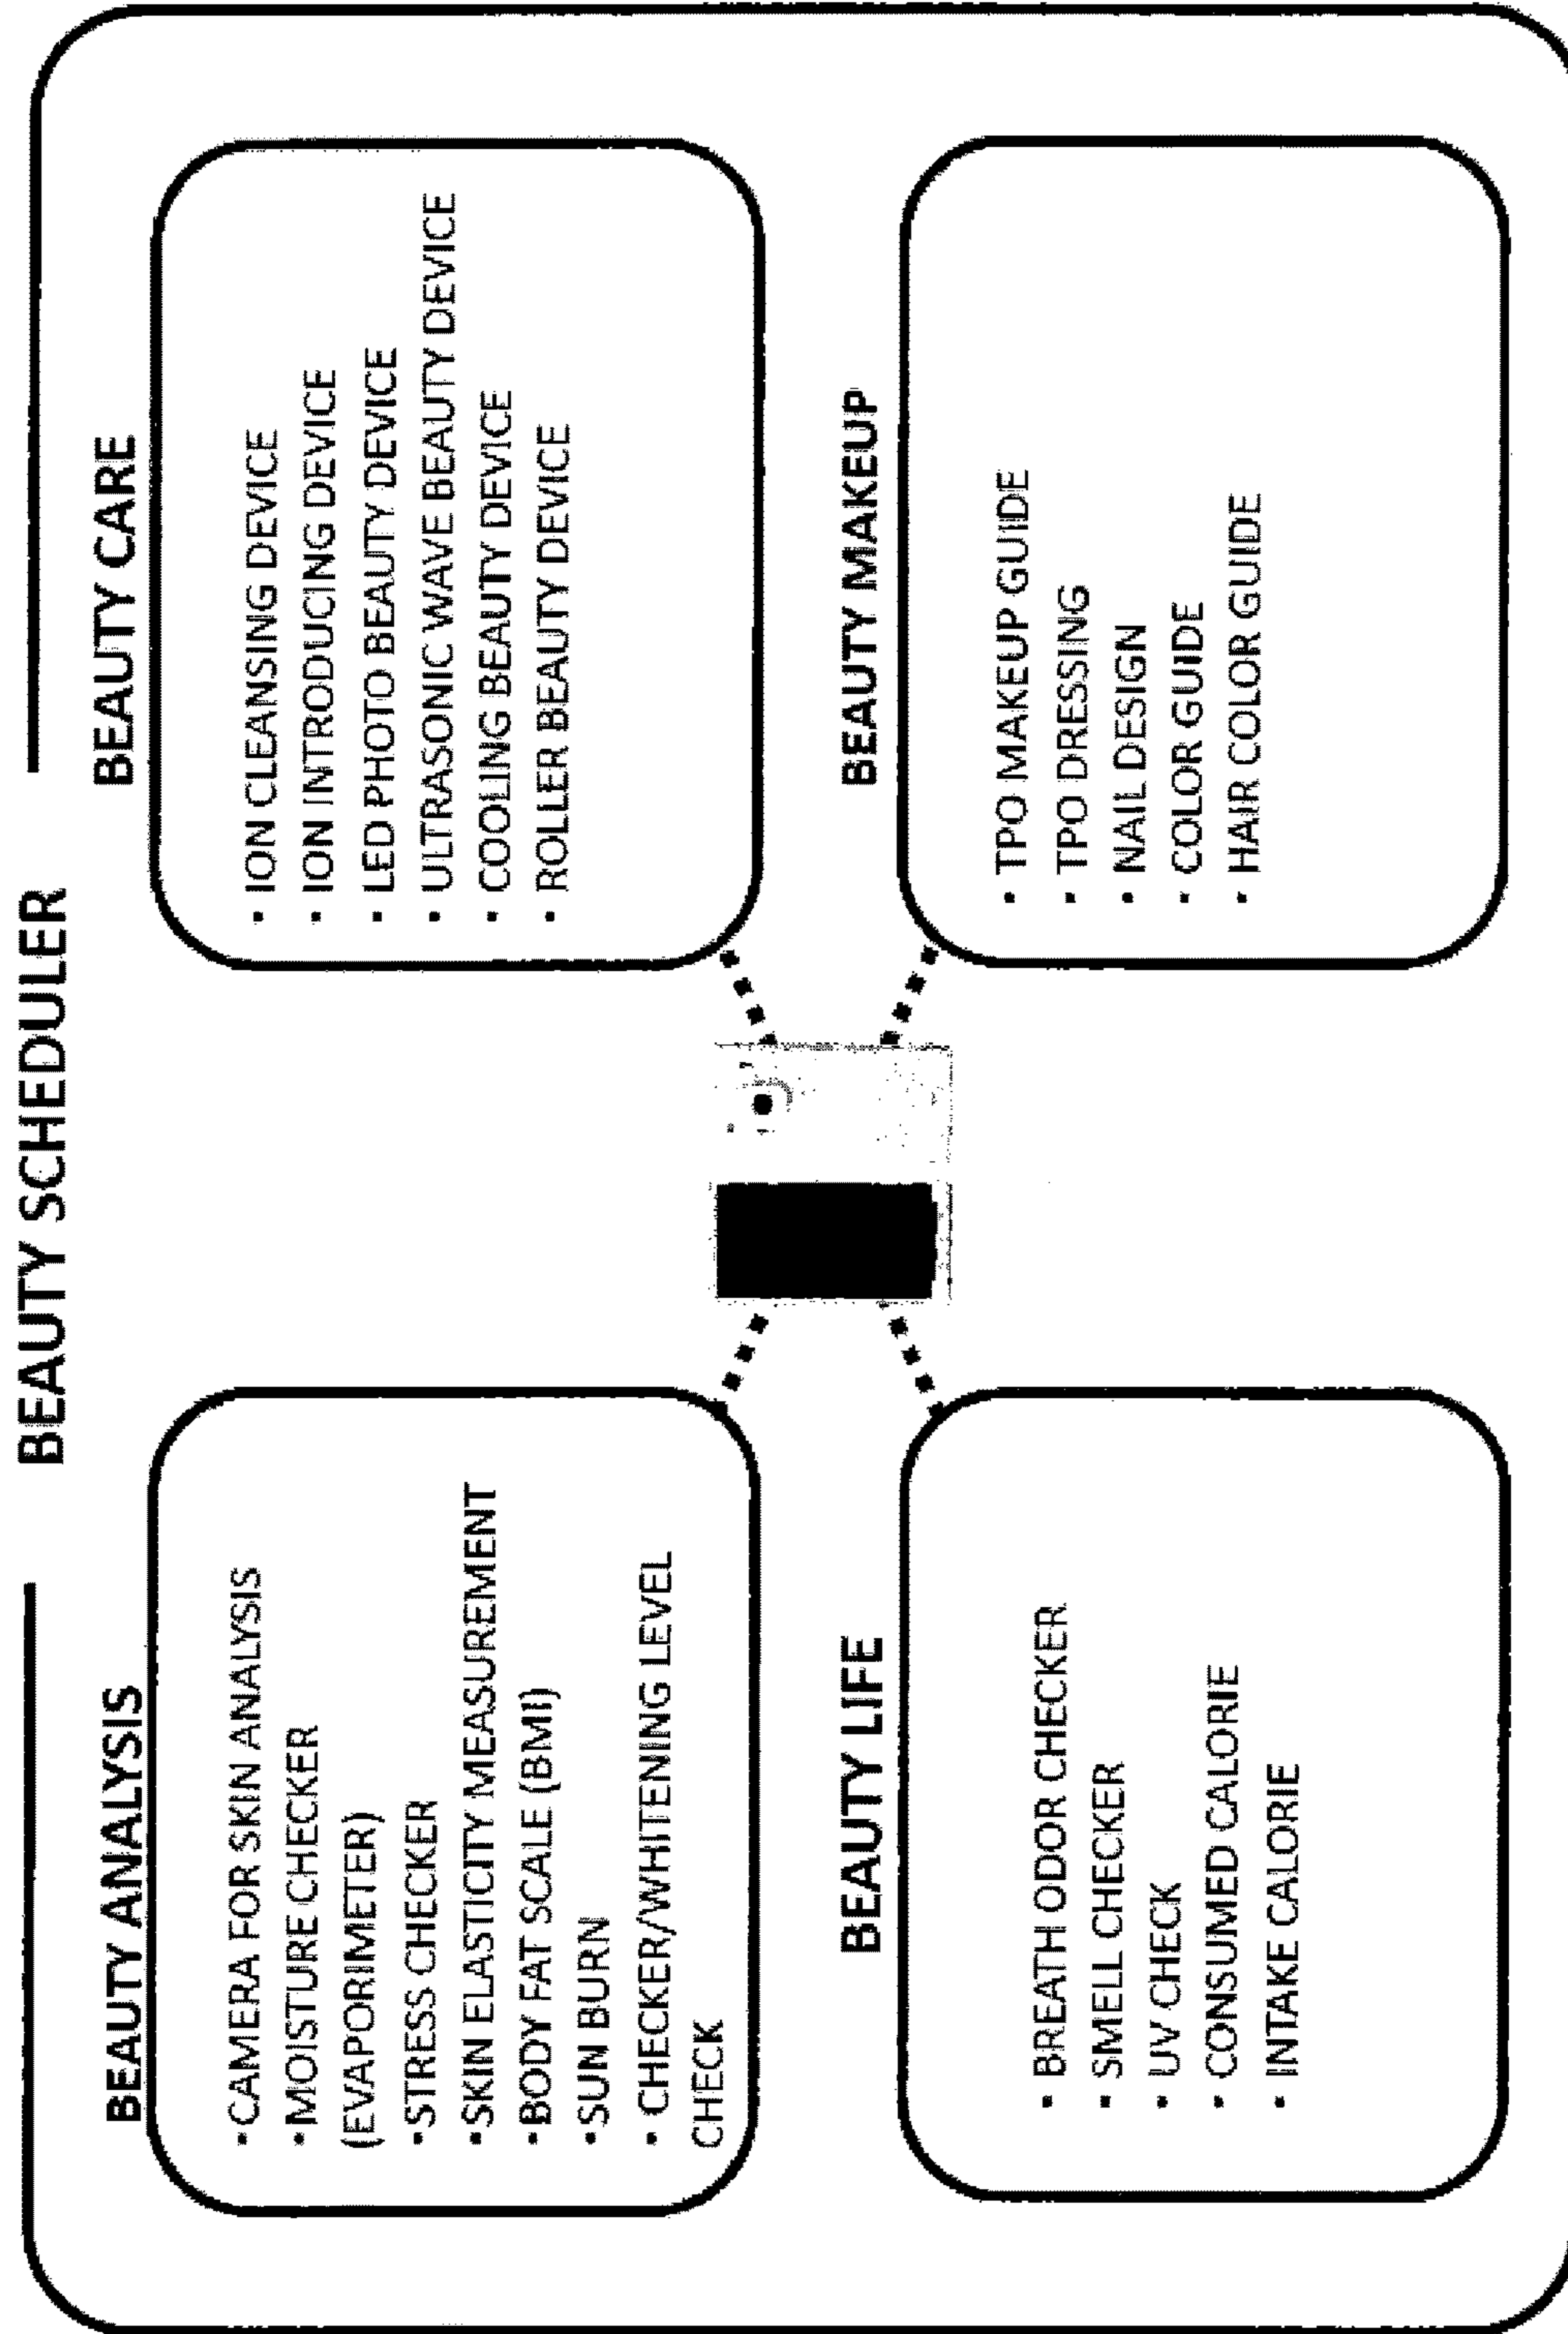 BEAUTY SCHEDULER
BEAUTY ANALYSIS
•CAMERA FOR SKIN ANALYSIS
•MOISTURE CHECKER
(EVAPORIMETER)
•STRESS CHECKER
•SKIN ELASTICITY MEASUREMENT
•BODY FAT SCALE (BMI)
•SUN BURN
• CHECKER/WHITENING LEVEL
CHECK
BEAUTY CARE
• ION CLEANSING DEVICE
• ION INTRODUCING DEVICE
• LED PHOTO BEAUTY DEVICE
• ULTRASONIC WAVE BEAUTY DEVICE
• COOLING BEAUTY DEVICE
• ROLLER BEAUTY DEVICE
BEAUTY LIFE
• BREATH ODOR CHECKER
• SMELL CHECKER
• UV CHECK
• CONSUMED CALORIE
• INTAKE CALORIE
BEAUTY MAKEUP
• TPO MAKEUP GUIDE
• TPO DRESSING
• NAIL DESIGN
• COLOR GUIDE
• HAIR COLOR GUIDE